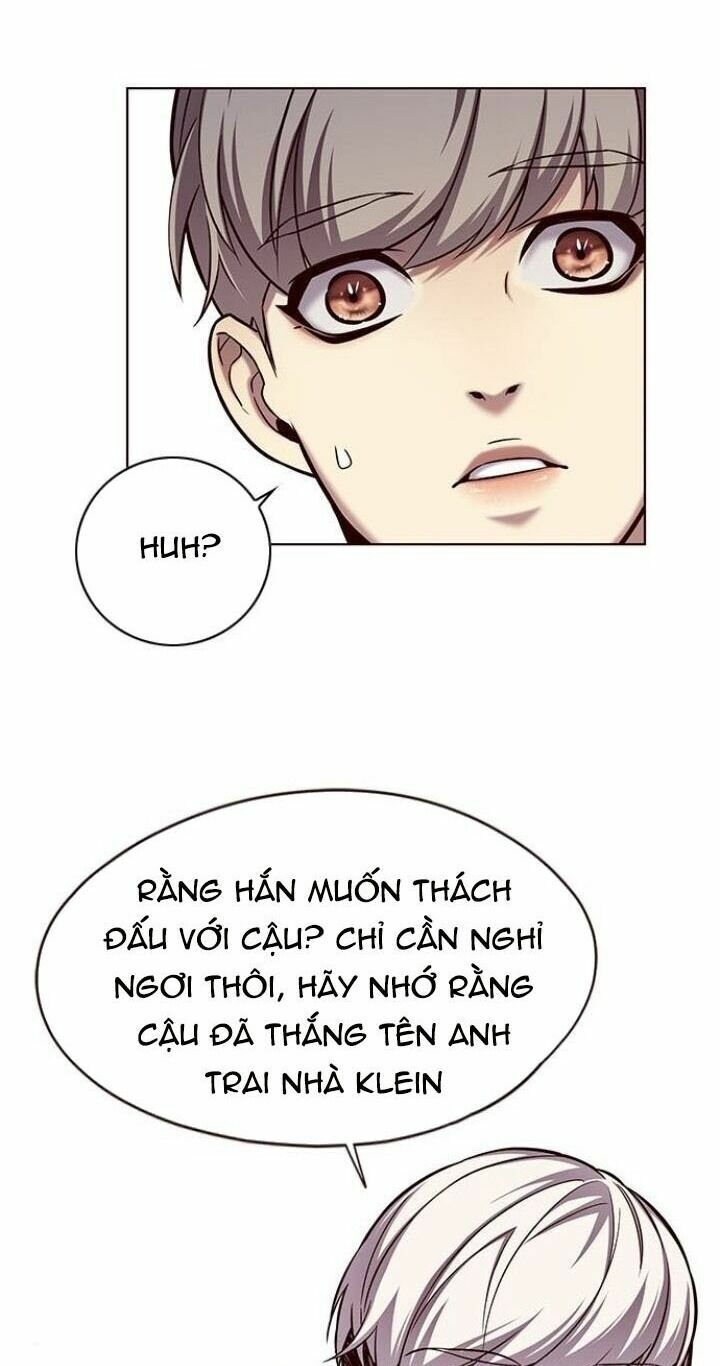 HUH?
RẰNG HẮN MUỐN THÁCH
ĐẤU VỚI CẬU? CHỈ CẦN NGHỈ
NGƠI THÔI, HÃY NHỚ RẰNG
CẬU ĐÃ THẮNG TÊN ANH
TRAI NHÀ KLEIN